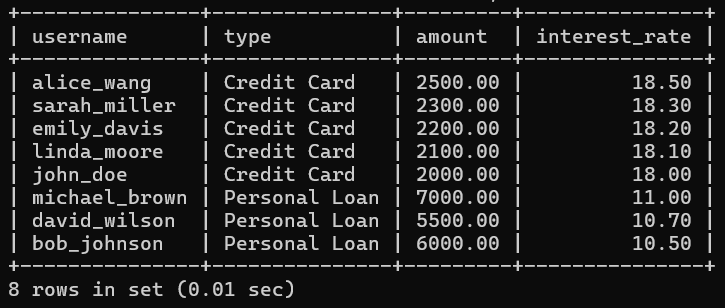 +---------------+--------------+---------+---------------+
| username      | type          | amount  | interest_rate |
+---------------+--------------+---------+---------------+
| alice_wang    | Credit Card   | 2500.00 |         18.50 |
| sarah_miller  | Credit Card   | 2300.00 |         18.30 |
| emily_davis   | Credit Card   | 2200.00 |         18.20 |
| linda_moore   | Credit Card   | 2100.00 |         18.10 |
| john_doe      | Credit Card   | 2000.00 |         18.00 |
| michael_brown | Personal Loan | 7000.00 |         11.00 |
| david_wilson  | Personal Loan | 5500.00 |         10.70 |
| bob_johnson   | Personal Loan | 6000.00 |         10.50 |
+---------------+--------------+---------+---------------+
8 rows in set (0.01 sec)